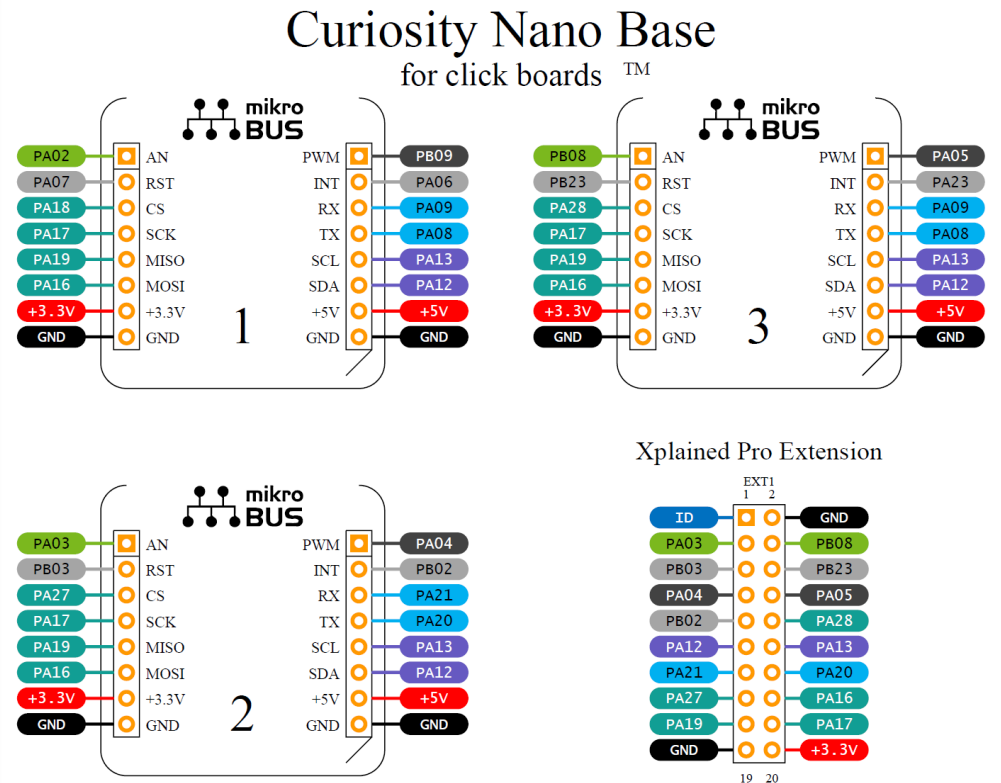 Curiosity Nano Base
for click boards ™
mikro
BUS
PA02 AN PWM PB09
PA07 RST INT PA06
PA18 CS RX PA09
PA17 SCK TX PA08
PA19 MISO SCL PA13
PA16 MOSI SDA PA12
+3.3V +3.3V +5V +5V
GND GND GND GND
1
mikro
BUS
PB08 AN PWM PA05
PB23 RST INT PA23
PA28 CS RX PA09
PA17 SCK TX PA08
PA19 MISO SCL PA13
PA16 MOSI SDA PA12
+3.3V +3.3V +5V +5V
GND GND GND GND
3
mikro
BUS
PA03 AN PWM PA04
PB03 RST INT PB02
PA27 CS RX PA21
PA17 SCK TX PA20
PA19 MISO SCL PA13
PA16 MOSI SDA PA12
+3.3V +3.3V +5V +5V
GND GND GND GND
2
Xplained Pro Extension
EXT1
1 2
ID GND
PA03 PB08
PB03 PB23
PA04 PA05
PB02 PA28
PA12 PA13
PA21 PA20
PA27 PA16
PA19 PA17
GND +3.3V
19 20